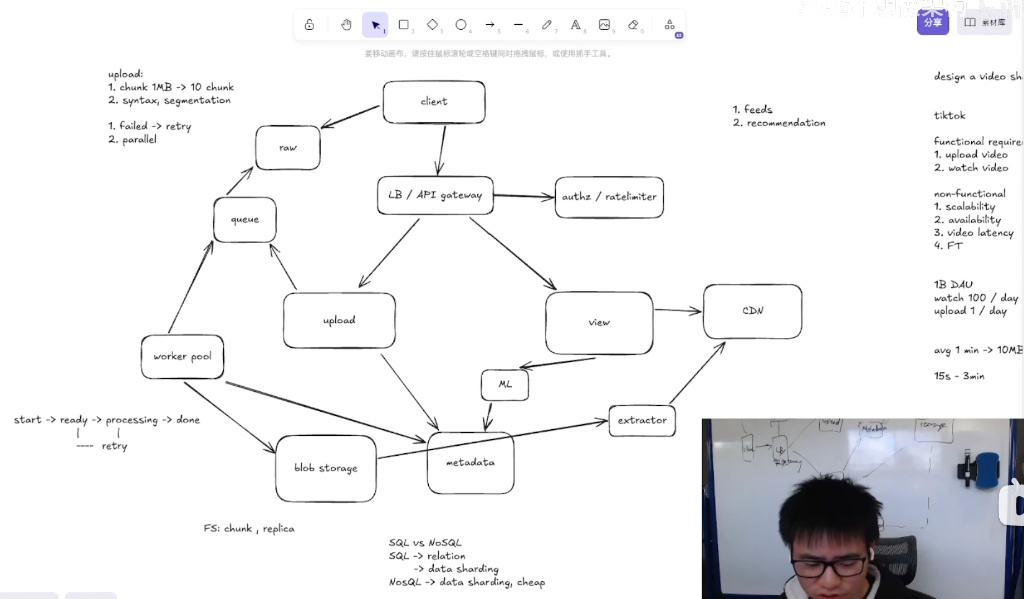 分享
素材库
要移动画布，请按住鼠标滚轮或空格键同时拖拽鼠标，或使用抓手工具。
upload:
1. chunk 1MB -> 10 chunk
2. syntax, segmentation
1. failed -> retry
2. parallel
client
raw
LB / API gateway
authz / ratelimiter
queue
upload
view
CDN
worker pool
ML
extractor
blob storage
metadata
start -> ready -> processing -> done
---- retry
FS: chunk , replica
SQL vs NoSQL
SQL -> relation
-> data sharding
NoSQL -> data sharding, cheap
1. feeds
2. recommendation
design a video sh
tiktok
functional require
1. upload video
2. watch video
non-functional
1. scalability
2. availability
3. video latency
4. FT
1B DAU
watch 100 / day
upload 1 / day
avg 1 min -> 10MB
15s - 3min